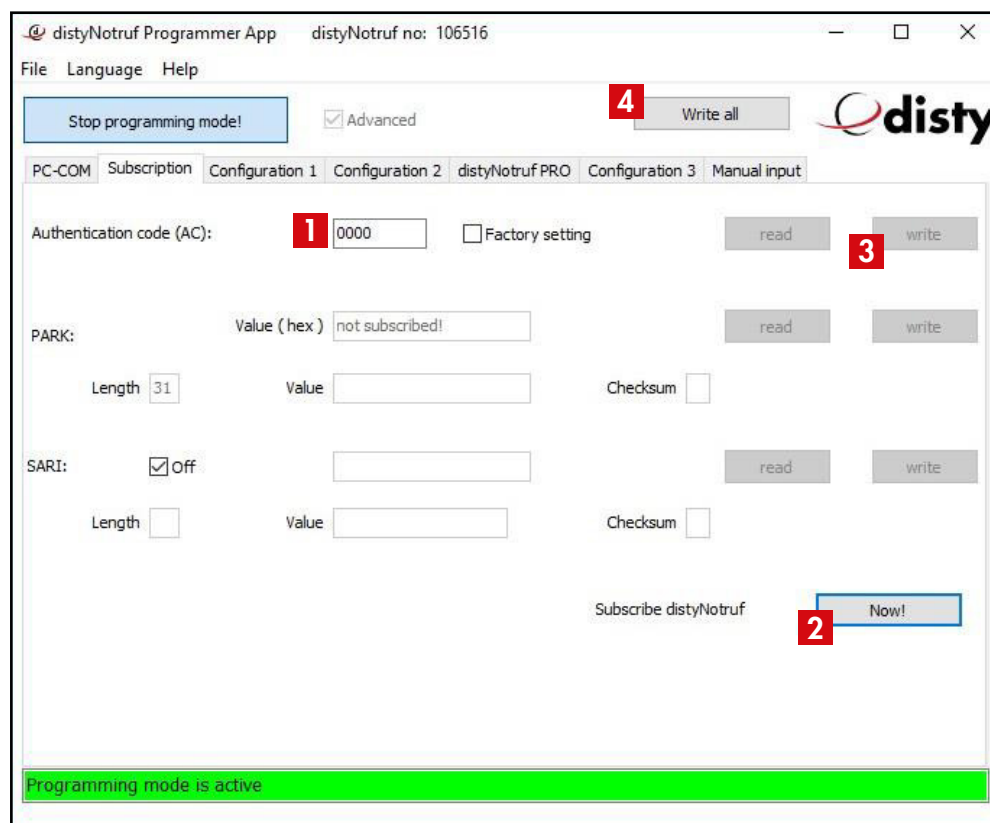 distyNotruf Programmer App distyNotruf no: 106516
File Language Help
Stop programming mode! Advanced 4 Write all disty
PC-COM Subscription Configuration 1 Configuration 2 distyNotruf PRO Configuration 3 Manual input
Authentication code (AC): 1 0000 Factory setting read 3 write
PARK: Value ( hex ) not subscribed! read write
Length 31 Value Checksum
SARI: Off read write
Length Value Checksum
Subscribe distyNotruf 2 Now!
Programming mode is active